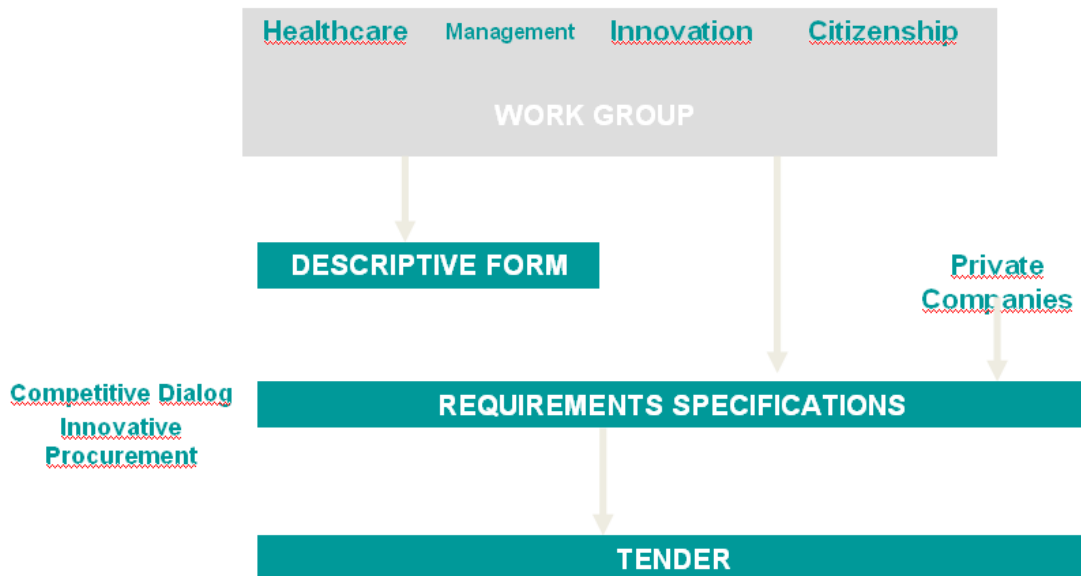 Healthcare Management Innovation Citizenship
WORK GROUP
DESCRIPTIVE FORM
Private
Companies
Competitive Dialog
Innovative
Procurement
REQUIREMENTS SPECIFICATIONS
TENDER